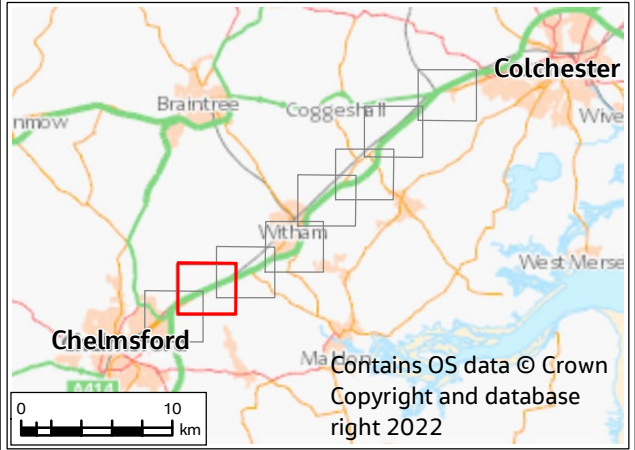 Colchester
Braintree
Coggeshall
nmow
Wive
Witham
West Merse
Chelmsford
Contains OS data © Crown
Copyright and database
right 2022
A414
0 10
km